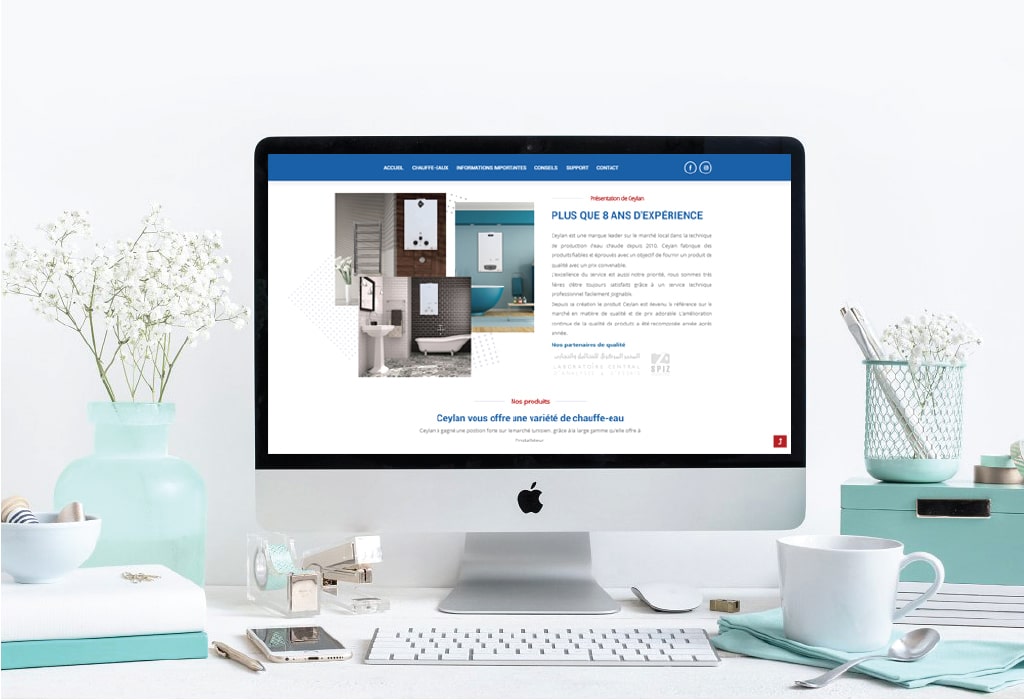 ACCUEIL CHAUFFE-EAUX INFORMATIONS IMPORTANTES CONSEILS SUPPORT CONTACT
Présentation de Ceylan
PLUS QUE 8 ANS D'EXPÉRIENCE
Ceylan est une marque leader sur le marché local dans la technique
de production d'eau chaude depuis 2010, Ceylan fabrique des
produits fiables et éprouvés avec un objectif de fournir un produit de
qualité avec un prix convenable.
L'excellence du service est aussi notre priorité, nous sommes très
fières d'être toujours satisfaits grâce à un service technique
professionnel facilement joignable.
Depuis sa création le produit Ceylan est devenu la référence sur le
marché en matière de qualité et de prix adorable. L'amélioration
continue de la qualité de produits a été récompensée année après
année.
Nos partenaires de qualité
LABORATOIRE CENTRAL
D'ANALYSES & D'ESSAIS
SPIZ
Nos produits
Ceylan vous offre une variété de chauffe-eau
Ceylan a gagné une position forte sur le marché tunisien, grâce à la large gamme qu'elle offre à